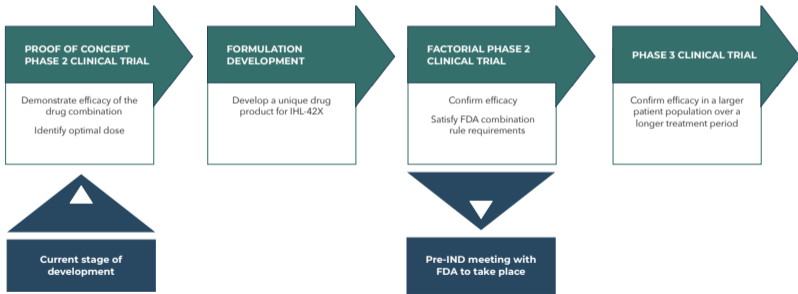 PROOF OF CONCEPT
PHASE 2 CLINICAL TRIAL
Demonstrate efficacy of the
drug combination
Identify optimal dose
FORMULATION
DEVELOPMENT
Develop a unique drug
product for IHL-42X
FACTORIAL PHASE 2
CLINICAL TRIAL
Confirm efficacy
Satisfy FDA combination
rule requirements
PHASE 3 CLINICAL TRIAL
Confirm efficacy in a larger
patient population over a
longer treatment period
Current stage of
development
Pre-IND meeting with
FDA to take place